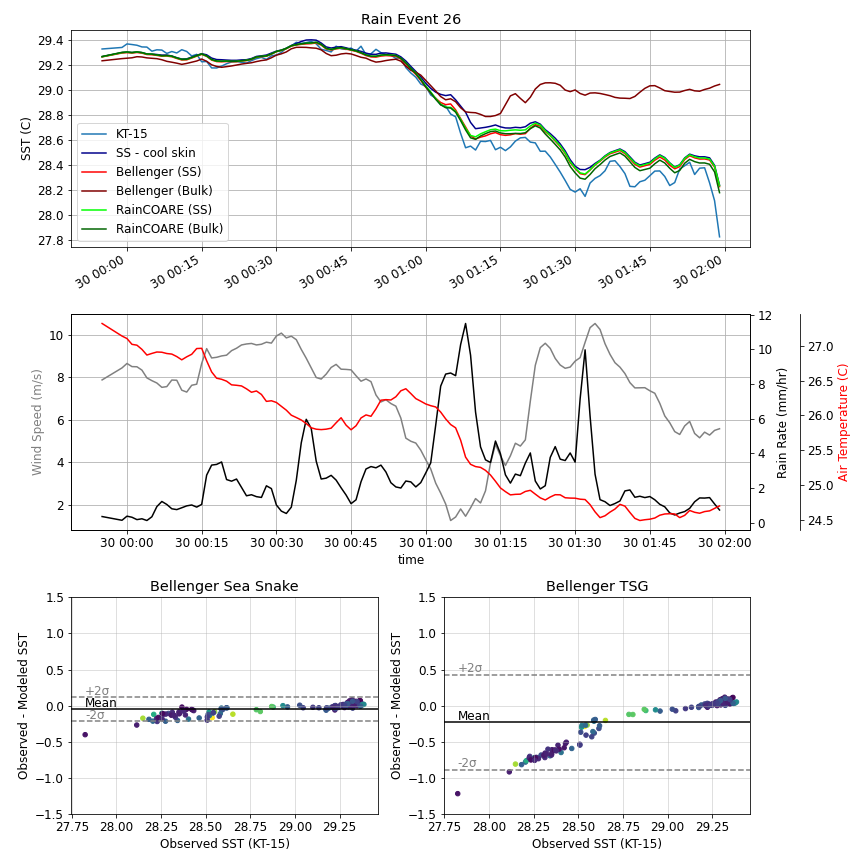 Rain Event 26
29.4
29.2
29.0
28.8
28.6
28.4
28.2
28.0
27.8
SST (C)
KT-15
SS - cool skin
Bellenger (SS)
Bellenger (Bulk)
RainCOARE (SS)
RainCOARE (Bulk)
30 00:00 30 00:15 30 00:30 30 00:45 30 01:00 30 01:15 30 01:30 30 01:45 30 02:00
10
8
6
4
2
Wind Speed (m/s)
12
10
8
6
4
2
0
Rain Rate (mm/hr)
27.0
26.5
26.0
25.5
25.0
24.5
Air Temperature (C)
30 00:00 30 00:15 30 00:30 30 00:45 30 01:00 30 01:15 30 01:30 30 01:45 30 02:00
time
Bellenger Sea Snake
1.5
1.0
0.5
0.0
−0.5
−1.0
−1.5
Observed - Modeled SST
+2σ
Mean
-2σ
27.75 28.00 28.25 28.50 28.75 29.00 29.25
Observed SST (KT-15)
Bellenger TSG
1.5
1.0
0.5
0.0
−0.5
−1.0
−1.5
Observed - Modeled SST
+2σ
Mean
-2σ
27.75 28.00 28.25 28.50 28.75 29.00 29.25
Observed SST (KT-15)